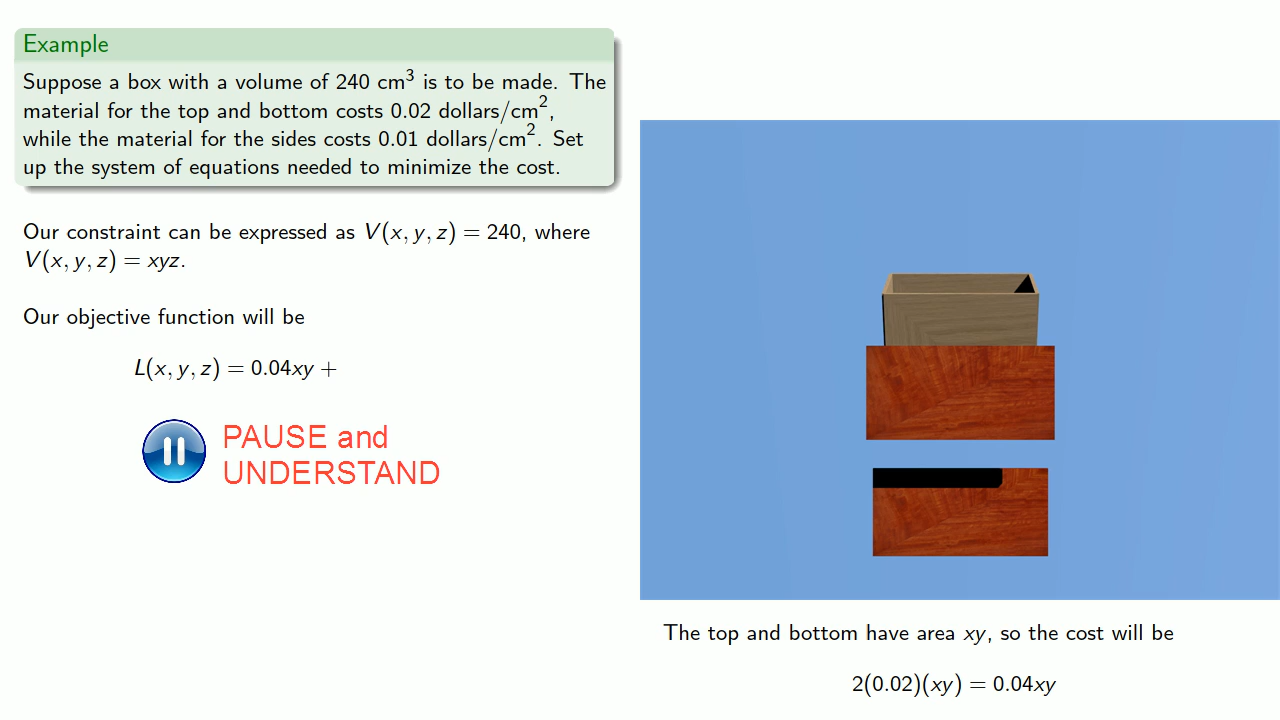 Example
Suppose a box with a volume of 240 cm³ is to be made. The
material for the top and bottom costs 0.02 dollars/cm²,
while the material for the sides costs 0.01 dollars/cm². Set
up the system of equations needed to minimize the cost.
Our constraint can be expressed as V(x, y, z) = 240, where
V(x, y, z) = xyz.
Our objective function will be
L(x, y, z) = 0.04xy +
PAUSE and
UNDERSTAND
The top and bottom have area xy, so the cost will be
2(0.02)(xy) = 0.04xy